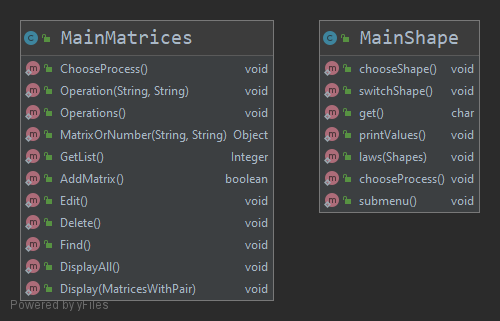 MainMatrices
ChooseProcess() void
Operation(String, String) void
Operations() void
MatrixOrNumber(String, String) Object
GetList() Integer
AddMatrix() boolean
Edit() void
Delete() void
Find() void
DisplayAll() void
Display(MatricesWithPair) void
MainShape
chooseShape() void
switchShape() void
get() char
printValues() void
laws(Shapes) void
chooseProcess() void
submenu() void
Powered by yFiles